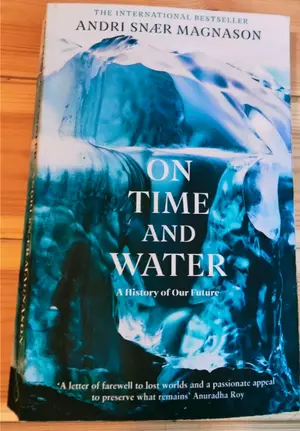 THE INTERNATIONAL BESTSELLER
ANDRI SNÆR MAGNASON
ON
TIME
AND
WATER
A History of Our Future
'A letter of farewell to lost worlds and a passionate appeal
to preserve what remains' Anuradha Roy